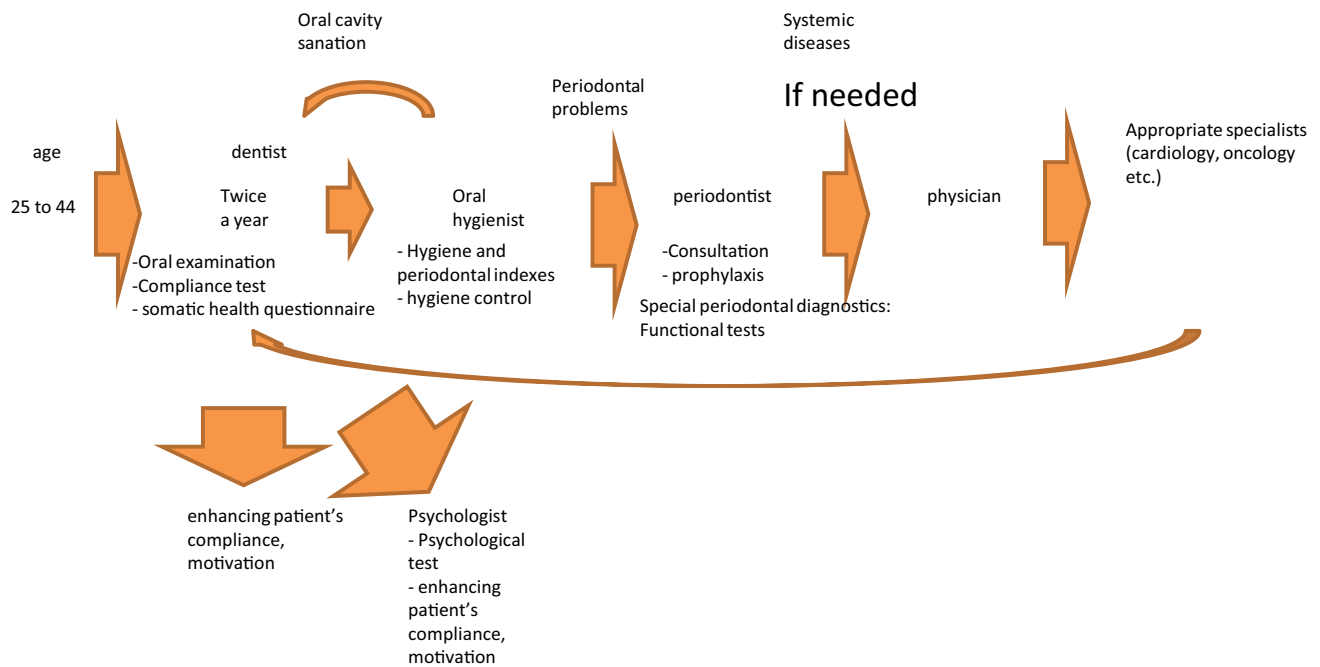 Oral cavity
sanation
Systemic
diseases
Periodontal
problems
If needed
age
25 to 44
dentist
Twice
a year
-Oral examination
-Compliance test
- somatic health questionnaire
Oral
hygienist
- Hygiene and
periodontal indexes
- hygiene control
periodontist
-Consultation
- prophylaxis
Special periodontal diagnostics:
Functional tests
physician
Appropriate specialists
(cardiology, oncology
etc.)
enhancing patient’s
compliance,
motivation
Psychologist
- Psychological
test
- enhancing
patient’s
compliance,
motivation